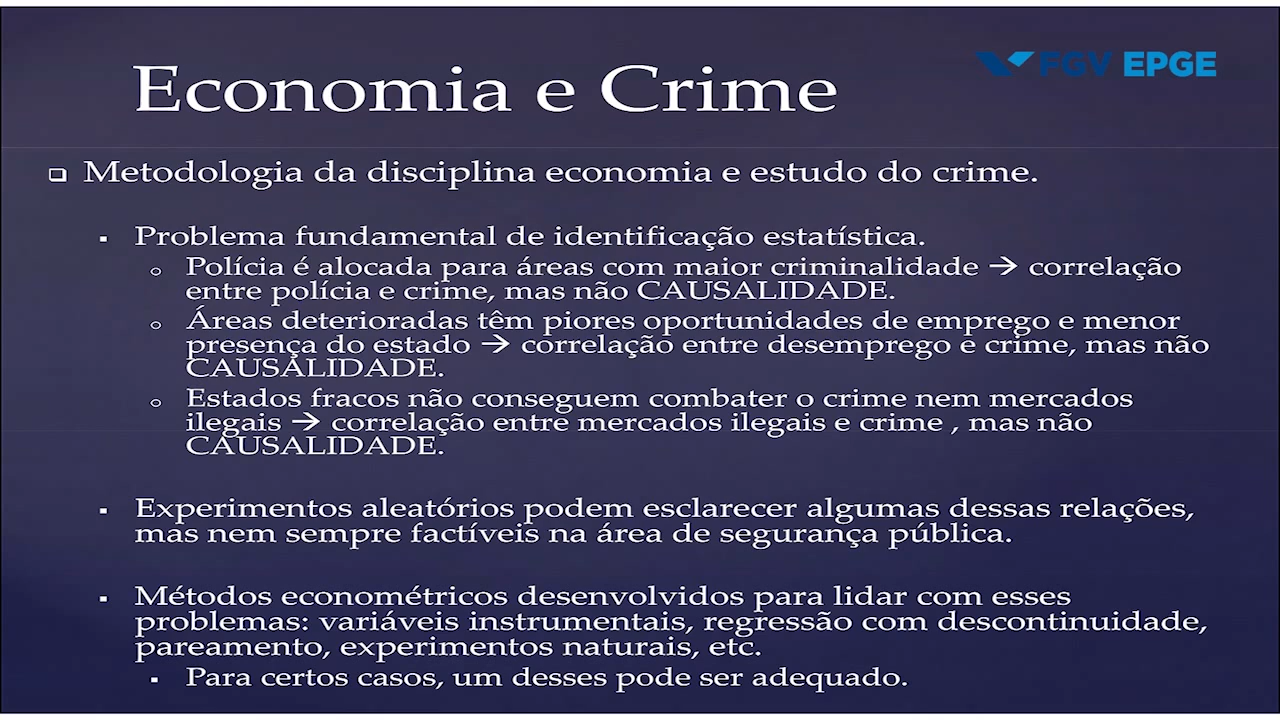 FGV EPGE
Economia e Crime
❑ Metodologia da disciplina economia e estudo do crime.
▪ Problema fundamental de identificação estatística.
o Polícia é alocada para áreas com maior criminalidade → correlação
entre polícia e crime, mas não CAUSALIDADE.
o Áreas deterioradas têm piores oportunidades de emprego e menor
presença do estado → correlação entre desemprego e crime, mas não
CAUSALIDADE.
o Estados fracos não conseguem combater o crime nem mercados
ilegais → correlação entre mercados ilegais e crime , mas não
CAUSALIDADE.
▪ Experimentos aleatórios podem esclarecer algumas dessas relações,
mas nem sempre factíveis na área de segurança pública.
▪ Métodos econométricos desenvolvidos para lidar com esses
problemas: variáveis instrumentais, regressão com descontinuidade,
pareamento, experimentos naturais, etc.
▪ Para certos casos, um desses pode ser adequado.